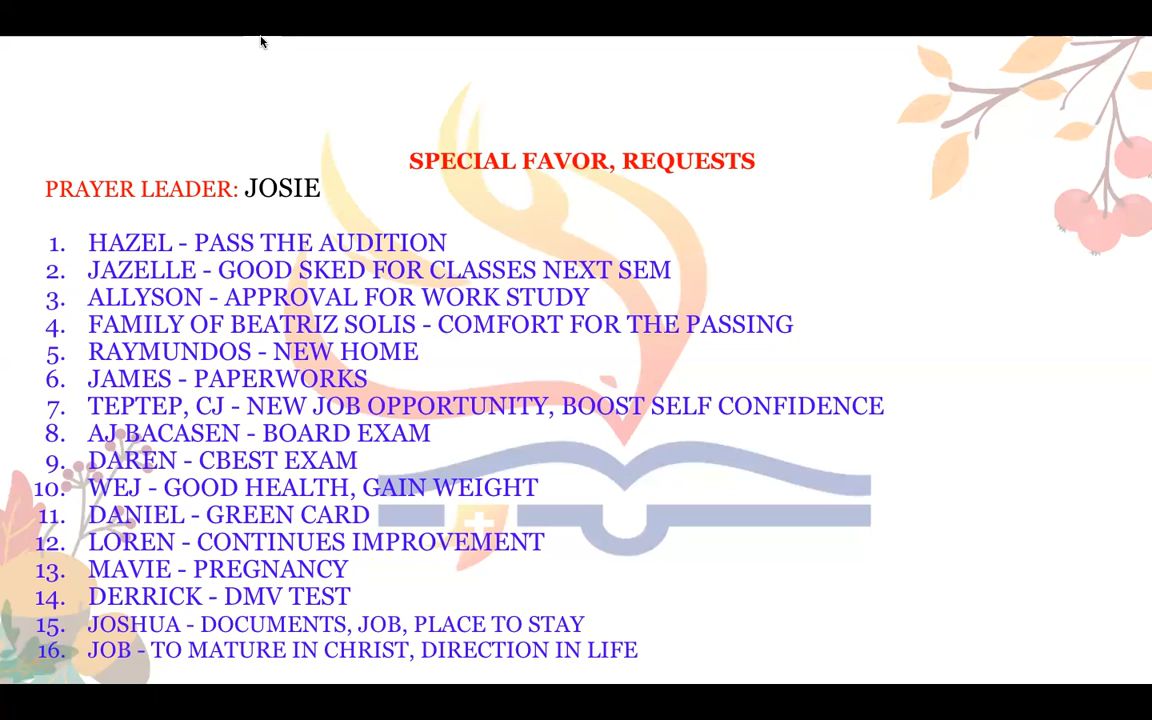 SPECIAL FAVOR, REQUESTS
PRAYER LEADER: JOSIE
1. HAZEL - PASS THE AUDITION
2. JAZELLE - GOOD SKED FOR CLASSES NEXT SEM
3. ALLYSON - APPROVAL FOR WORK STUDY
4. FAMILY OF BEATRIZ SOLIS - COMFORT FOR THE PASSING
5. RAYMUNDOS - NEW HOME
6. JAMES - PAPERWORKS
7. TEPTEP, CJ - NEW JOB OPPORTUNITY, BOOST SELF CONFIDENCE
8. AJ BACASEN - BOARD EXAM
9. DAREN - CBEST EXAM
10. WEJ - GOOD HEALTH, GAIN WEIGHT
11. DANIEL - GREEN CARD
12. LOREN - CONTINUES IMPROVEMENT
13. MAVIE - PREGNANCY
14. DERRICK - DMV TEST
15. JOSHUA - DOCUMENTS, JOB, PLACE TO STAY
16. JOB - TO MATURE IN CHRIST, DIRECTION IN LIFE